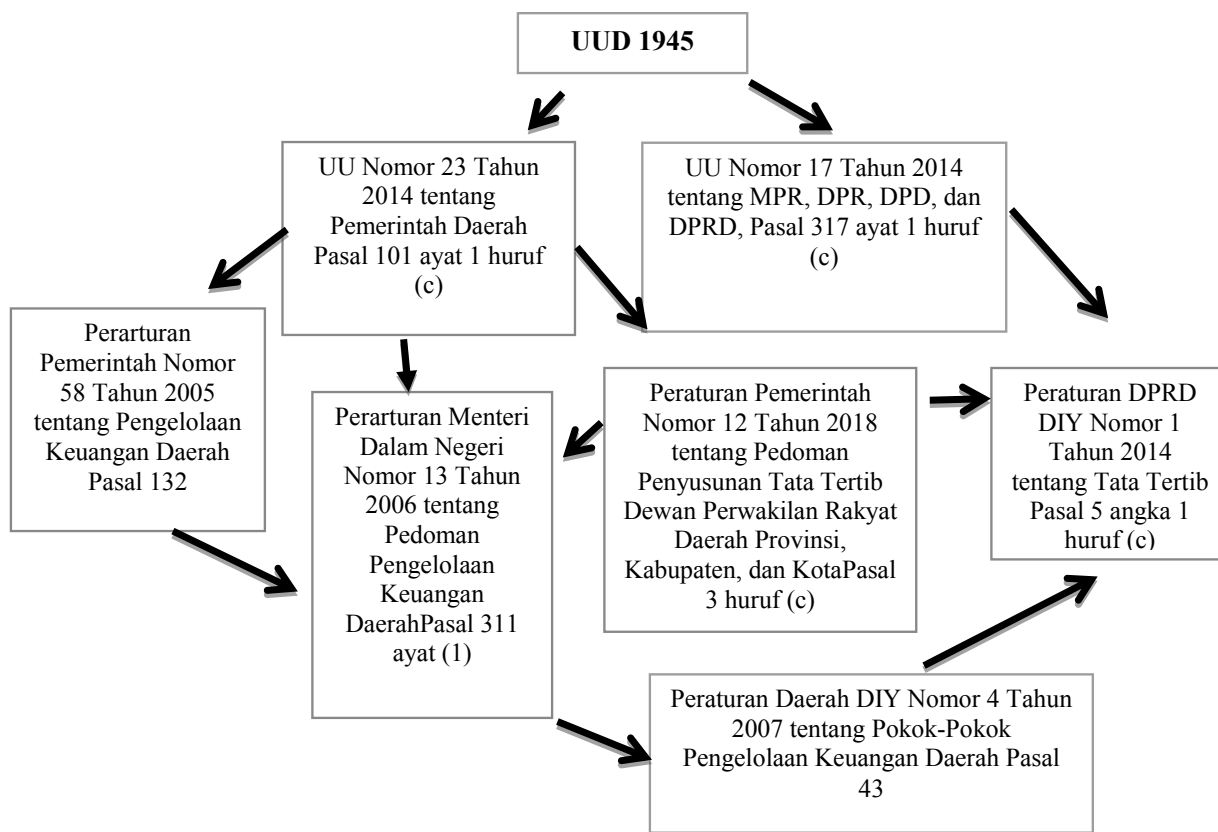 UUD 1945
UU Nomor 23 Tahun
2014 tentang
Pemerintah Daerah
Pasal 101 ayat 1 huruf
(c)
UU Nomor 17 Tahun 2014
tentang MPR, DPR, DPD, dan
DPRD, Pasal 317 ayat 1 huruf
(c)
Perarturan
Pemerintah Nomor
58 Tahun 2005
tentang Pengelolaan
Keuangan Daerah
Pasal 132
Perarturan Menteri
Dalam Negeri
Nomor 13 Tahun
2006 tentang
Pedoman
Pengelolaan
Keuangan
DaerahPasal 311
ayat (1)
Peraturan Pemerintah
Nomor 12 Tahun 2018
tentang Pedoman
Penyusunan Tata Tertib
Dewan Perwakilan Rakyat
Daerah Provinsi,
Kabupaten, dan KotaPasal
3 huruf (c)
Peraturan DPRD
DIY Nomor 1
Tahun 2014
tentang Tata Tertib
Pasal 5 angka 1
huruf (c)
Peraturan Daerah DIY Nomor 4 Tahun
2007 tentang Pokok-Pokok
Pengelolaan Keuangan Daerah Pasal
43